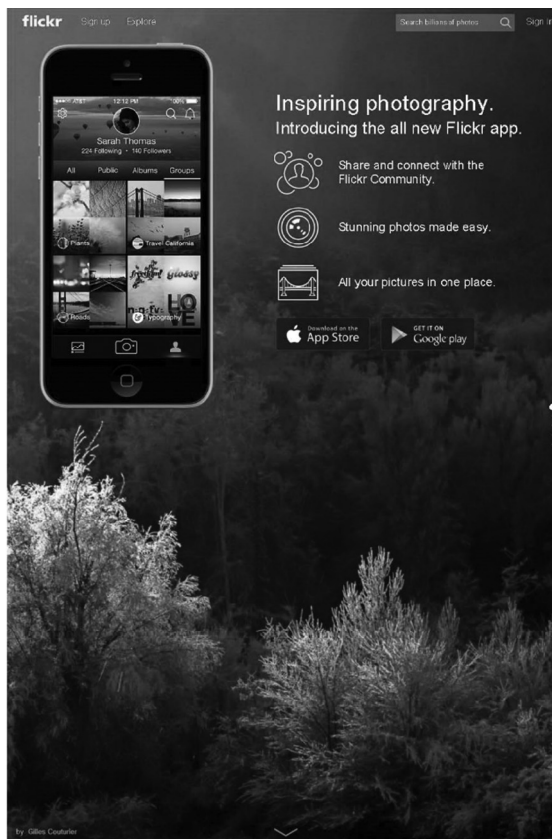 flickr Sign up Explore Search billions of photos Sign In
AT&T 12:12 PM 100%
Sarah Thomas
224 Following • 140 Followers
All Public Albums Groups
Plants Travel California
freedom! glossy
Roads Typography
Inspiring photography.
Introducing the all new Flickr app.
Share and connect with the
Flickr Community.
Stunning photos made easy.
All your pictures in one place.
Download on the
App Store
GET IT ON
Google play
by Gilles Couturier